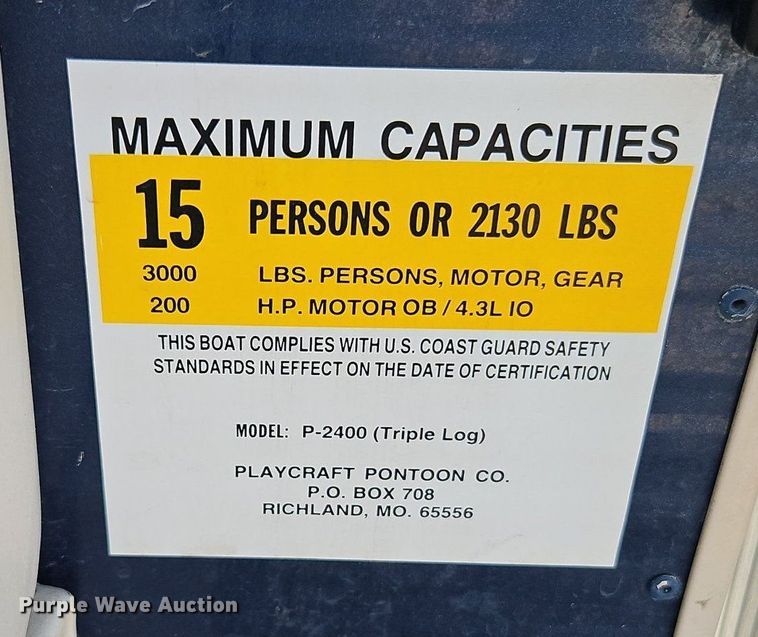 MAXIMUM CAPACITIES
15 PERSONS OR 2130 LBS
3000 LBS. PERSONS, MOTOR, GEAR
200 H.P. MOTOR OB / 4.3L IO
THIS BOAT COMPLIES WITH U.S. COAST GUARD SAFETY
STANDARDS IN EFFECT ON THE DATE OF CERTIFICATION
MODEL: P-2400 (Triple Log)
PLAYCRAFT PONTOON CO.
P.O. BOX 708
RICHLAND, MO. 65556
Purple Wave Auction